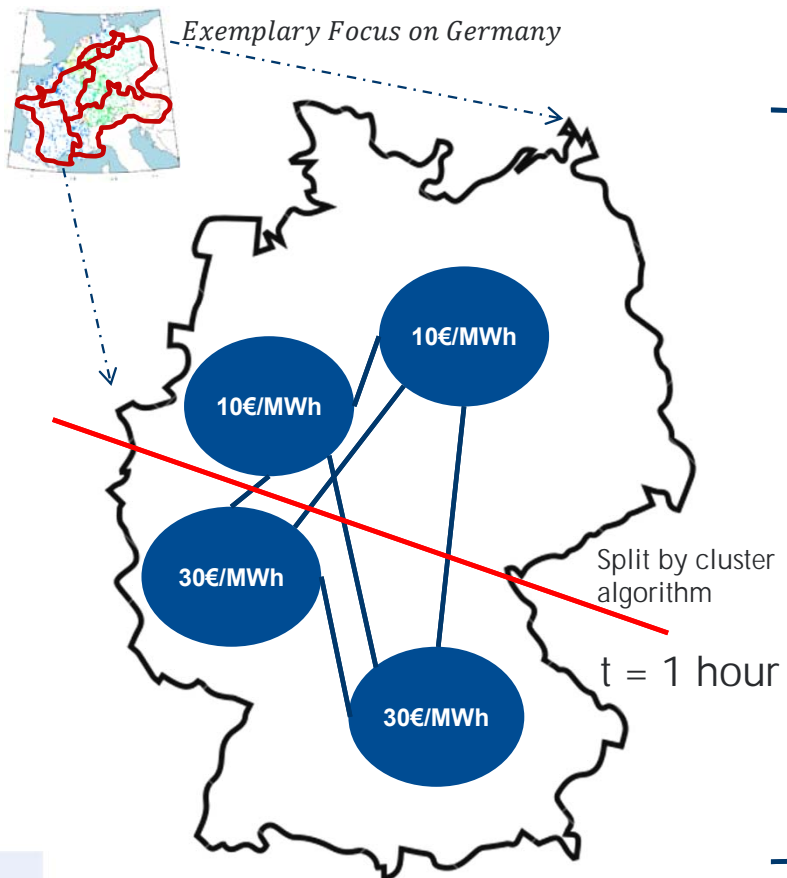 Exemplary Focus on Germany
10€/MWh
10€/MWh
30€/MWh
Split by cluster
algorithm
t = 1 hour
30€/MWh